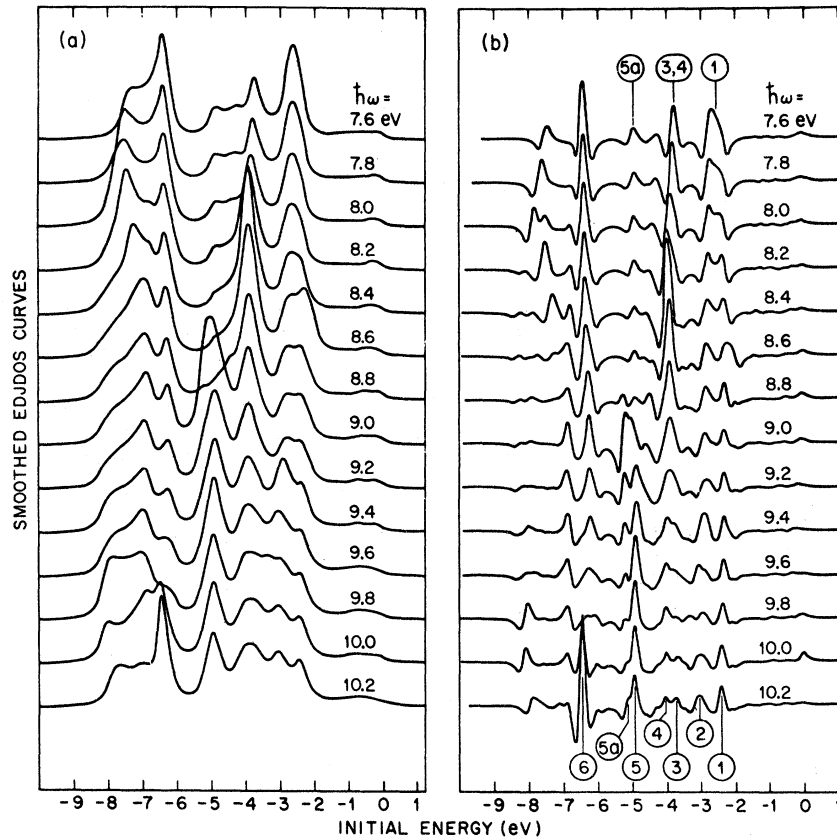 (a)
ħω =
7.6 eV
7.8
8.0
8.2
8.4
8.6
8.8
9.0
9.2
9.4
9.6
9.8
10.0
10.2
-9 -8 -7 -6 -5 -4 -3 -2 -1 0 1
SMOOTHED EDJDOS CURVES
(b)
5a 3,4 1
ħω =
7.6 eV
7.8
8.0
8.2
8.4
8.6
8.8
9.0
9.2
9.4
9.6
9.8
10.0
10.2
5a 4 2
6 5 3 1
-9 -8 -7 -6 -5 -4 -3 -2 -1 0 1
INITIAL ENERGY (eV)